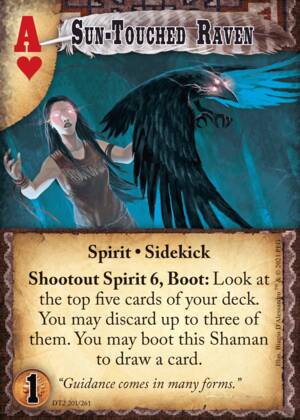 A
Sun-Touched Raven
Spirit • Sidekick
Shootout Spirit 6, Boot: Look at
the top five cards of your deck.
You may discard up to three of
them. You may boot this Shaman
to draw a card.
1
"Guidance comes in many forms."
DT2 201/261